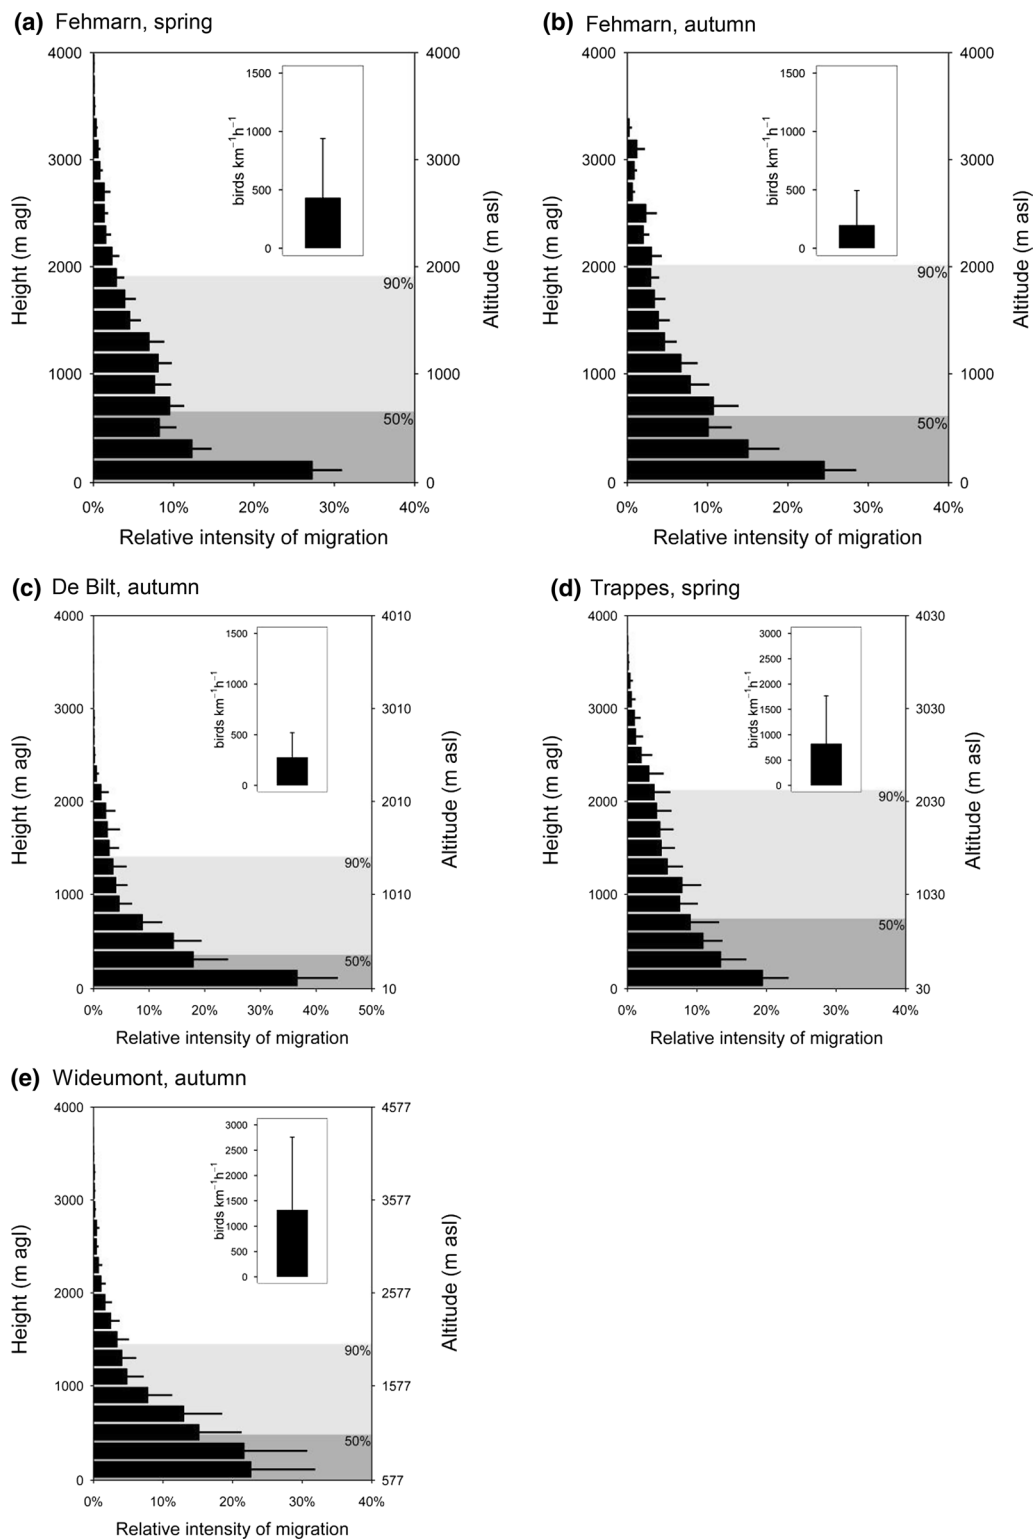 (a) Fehmarn, spring
4000
3000
2000
1000
0
Height (m agl)
1500
1000
500
0
birds km⁻¹h⁻¹
90%
50%
4000
3000
2000
1000
0
Altitude (m asl)
0% 10% 20% 30% 40%
Relative intensity of migration
(b) Fehmarn, autumn
4000
3000
2000
1000
0
Height (m agl)
1500
1000
500
0
birds km⁻¹h⁻¹
90%
50%
4000
3000
2000
1000
0
Altitude (m asl)
0% 10% 20% 30% 40%
Relative intensity of migration
(c) De Bilt, autumn
4000
3000
2000
1000
0
Height (m agl)
1500
1000
500
0
birds km⁻¹h⁻¹
90%
50%
4010
3010
2010
1010
10
Altitude (m asl)
0% 10% 20% 30% 40% 50%
Relative intensity of migration
(d) Trappes, spring
4000
3000
2000
1000
0
Height (m agl)
3000
2500
2000
1500
1000
500
0
birds km⁻¹h⁻¹
90%
50%
4030
3030
2030
1030
30
Altitude (m asl)
0% 10% 20% 30% 40%
Relative intensity of migration
(e) Wideumont, autumn
4000
3000
2000
1000
0
Height (m agl)
3000
2500
2000
1500
1000
500
0
birds km⁻¹h⁻¹
90%
50%
4577
3577
2577
1577
577
Altitude (m asl)
0% 10% 20% 30% 40%
Relative intensity of migration